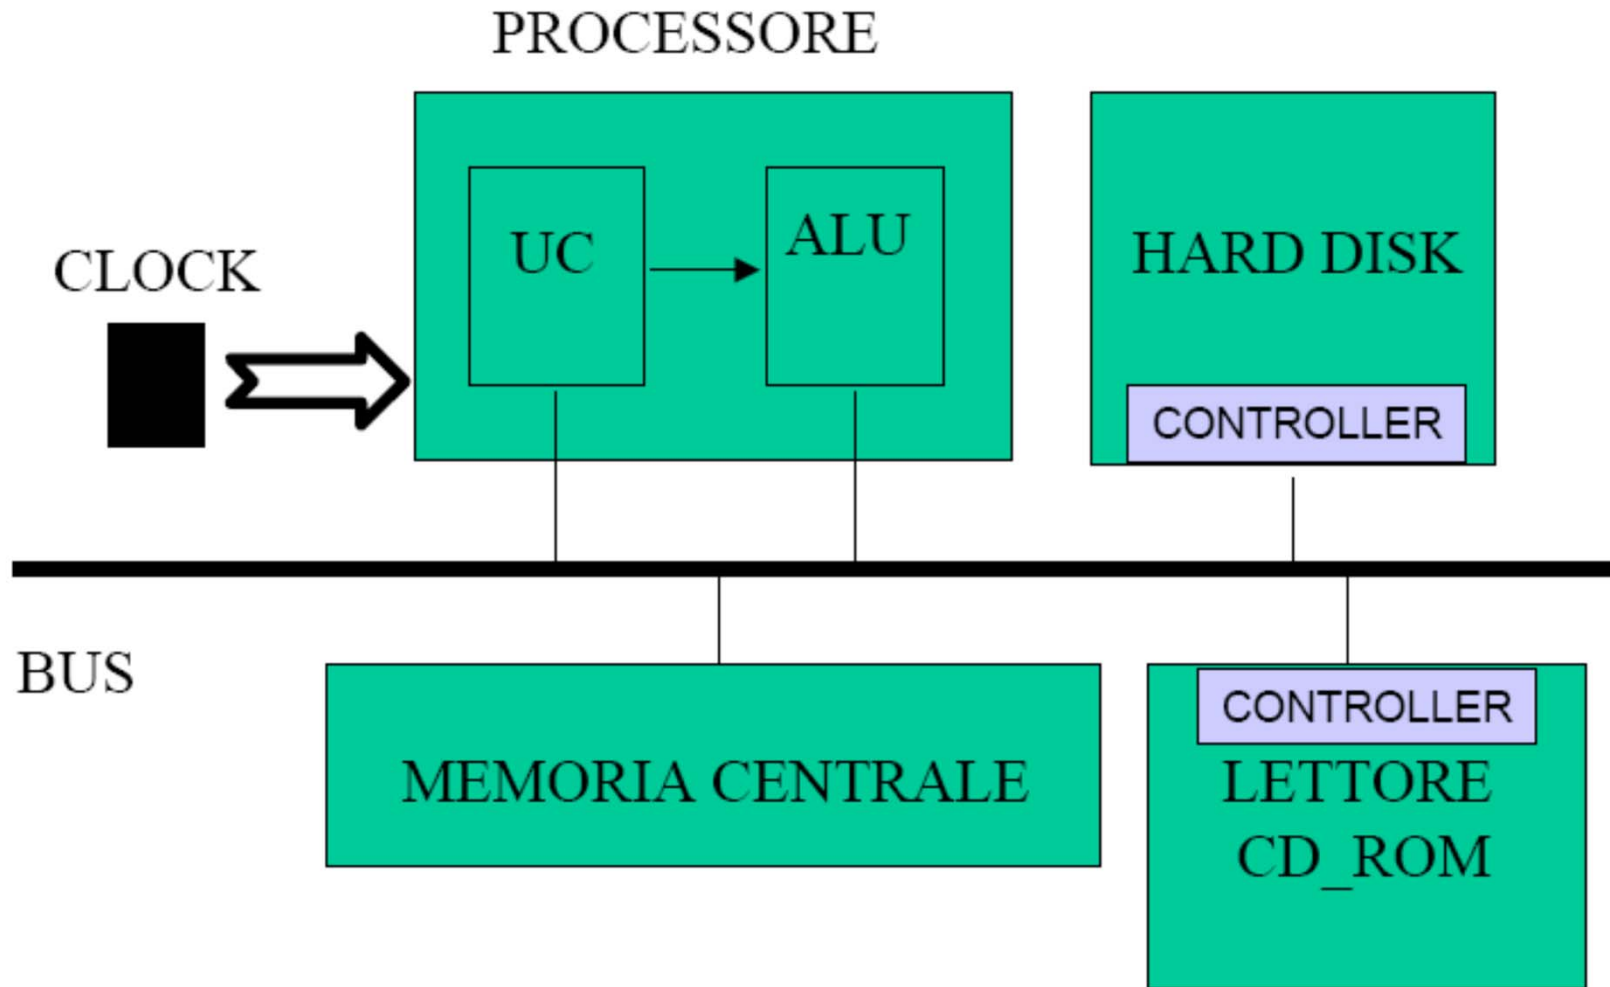 PROCESSORE
CLOCK
UC
ALU
HARD DISK
CONTROLLER
BUS
MEMORIA CENTRALE
CONTROLLER
LETTORE
CD_ROM